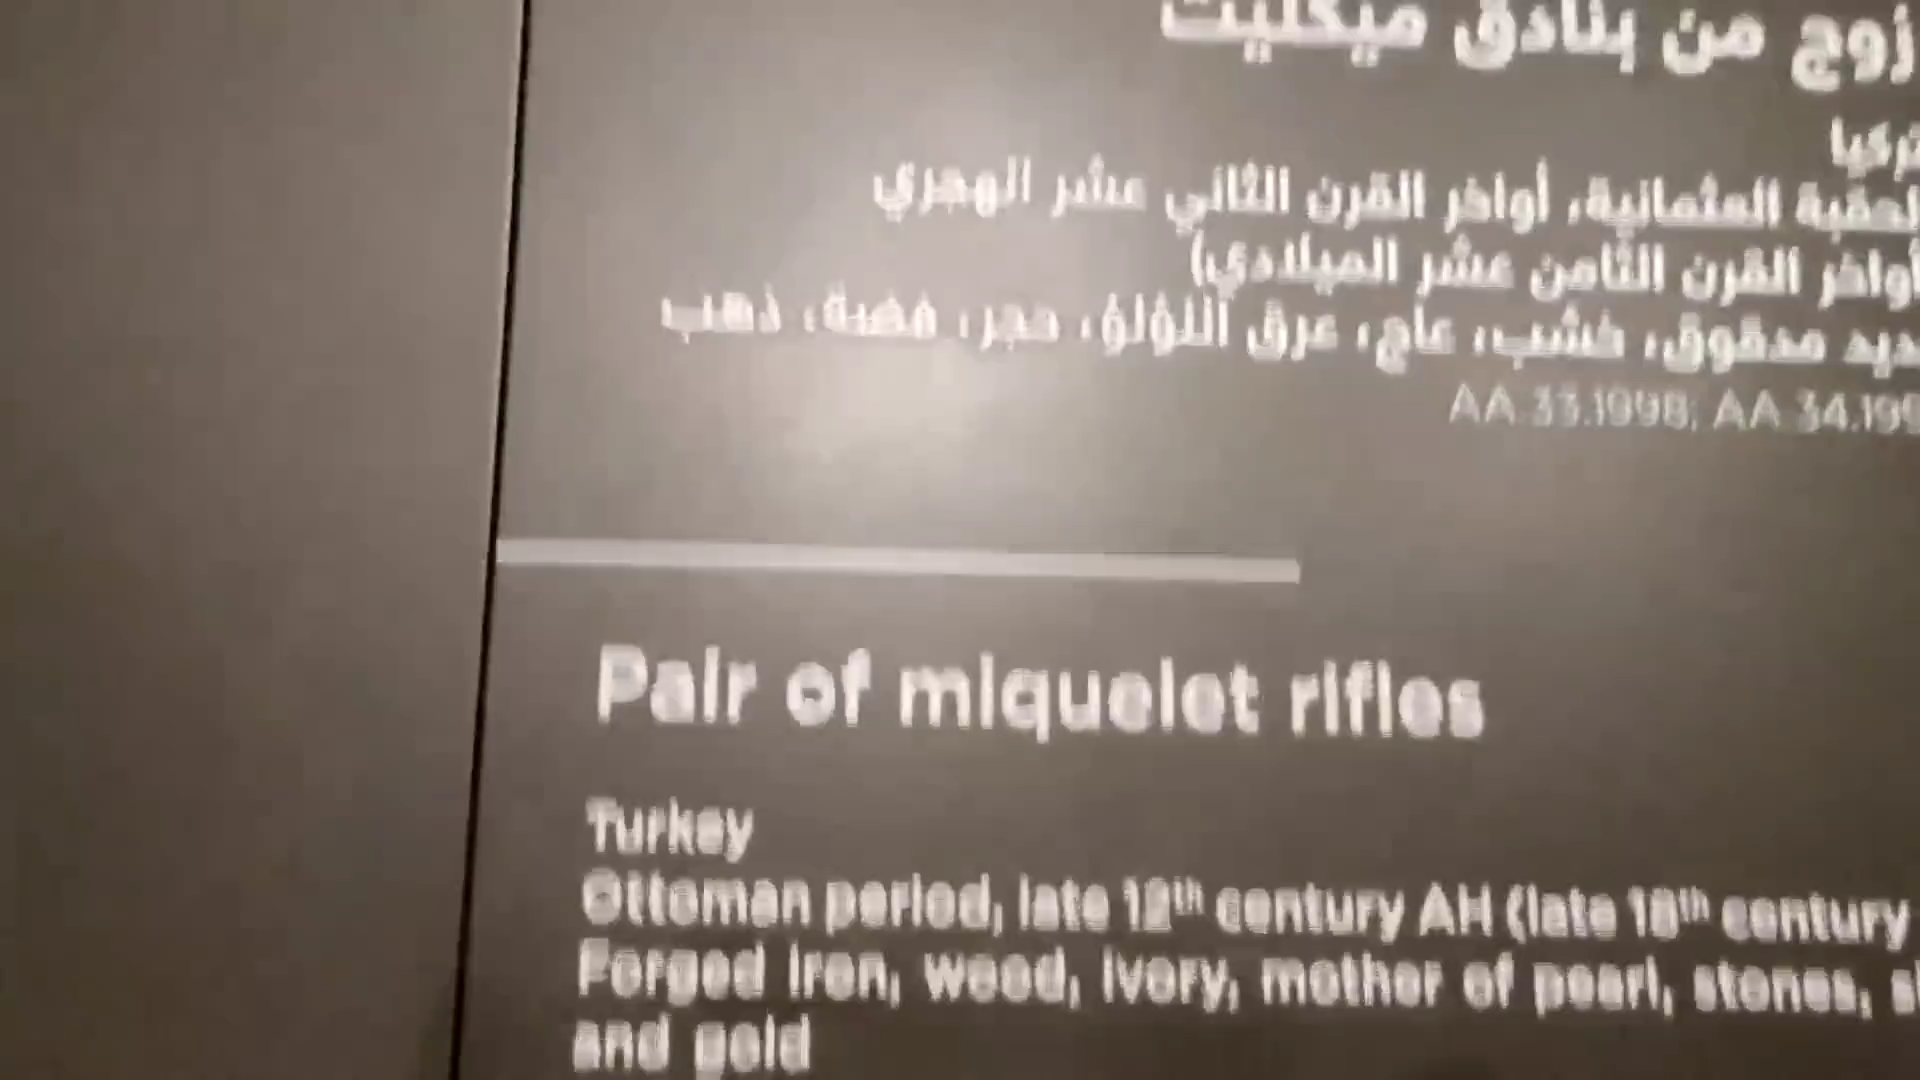 زوج من بنادق ميكليت
تركيا
الحقبة العثمانية، أواخر القرن الثاني عشر الهجري
أواخر القرن الثامن عشر الميلادي)
مدقوق، خشب، عاج، عرق اللؤلؤ، حجر، فضة، ذهب
AA 33.1998, AA 34.199
Pair of miquelet rifles
Turkey
Ottoman period, late 12th century AH (late 18th century
Forged iron, wood, ivory, mother of pearl, stones,
and gold